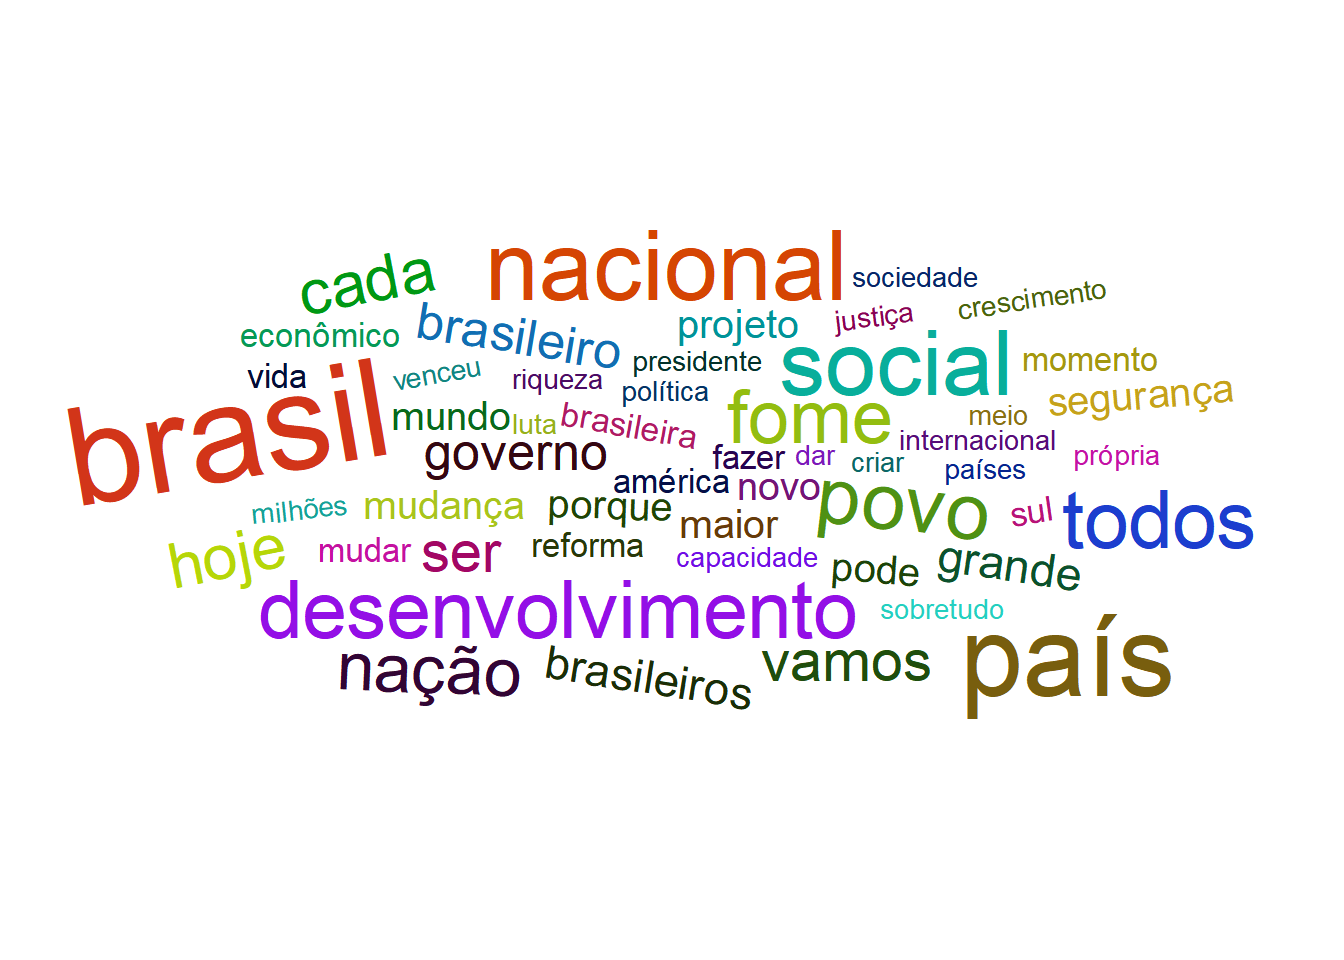 nacional
cada
sociedade
crescimento
justiça
projeto
brasileiro
econômico
social
momento
presidente
venceu
vida
riqueza
política
segurança
brasil
fome
meio
mundo
luta
brasileira
internacional
governo
fazer
dar
criar
países
própria
américa
novo
povo
milhões
mudança
porque
maior
sul
todos
hoje
mudar
ser
reforma
capacidade
pode
grande
desenvolvimento
sobretudo
nação
brasileiros
vamos
país